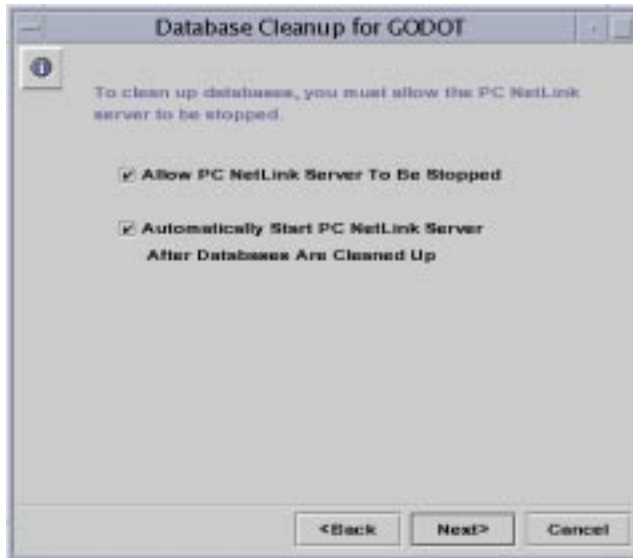 Database Cleanup for GODOT
To clean up databases, you must allow the PC NetLink
server to be stopped.
Allow PC NetLink Server To Be Stopped
Automatically Start PC NetLink Server
After Databases Are Cleaned Up
<Back Next> Cancel